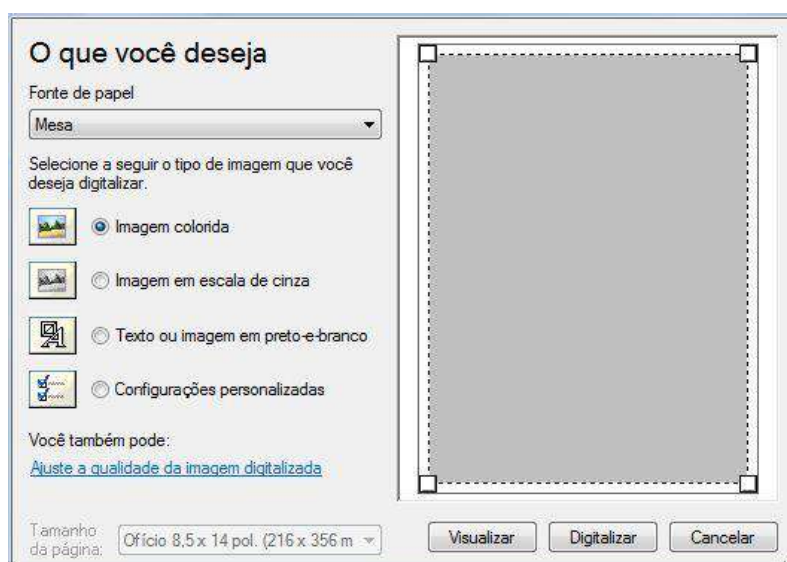 O que você deseja
Fonte de papel
Mesa
Selecione a seguir o tipo de imagem que você
deseja digitalizar.
Imagem colorida
Imagem em escala de cinza
Texto ou imagem em preto-e-branco
Configurações personalizadas
Você também pode:
Ajuste a qualidade da imagem digitalizada
Tamanho
da página:
Ofício 8,5 x 14 pol. (216 x 356 m
Visualizar
Digitalizar
Cancelar